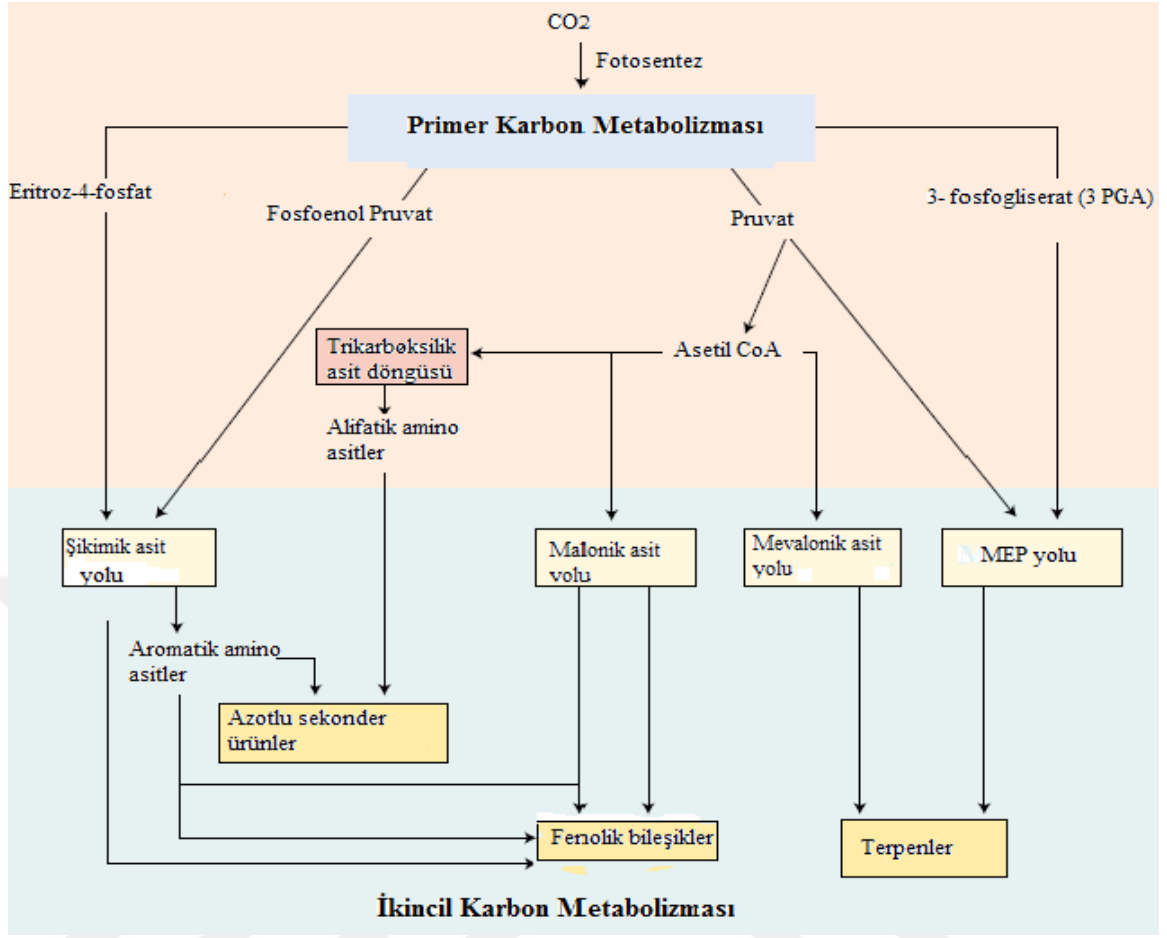 CO2
Fotosentez
Primer Karbon Metabolizması
Eritroz-4-fosfat
Fosfoenol Pruvat
Pruvat
3- fosfogliserat (3 PGA)
Trikarboksilik
asit döngüsü
Asetil CoA
Alifatik amino
asitler
Şikimik asit
yolu
Malonik asit
yolu
Mevalonik asit
yolu
MEP yolu
Aromatik amino
asitler
Azotlu sekonder
ürünler
Fenolik bileşikler
Terpenler
İkincil Karbon Metabolizması